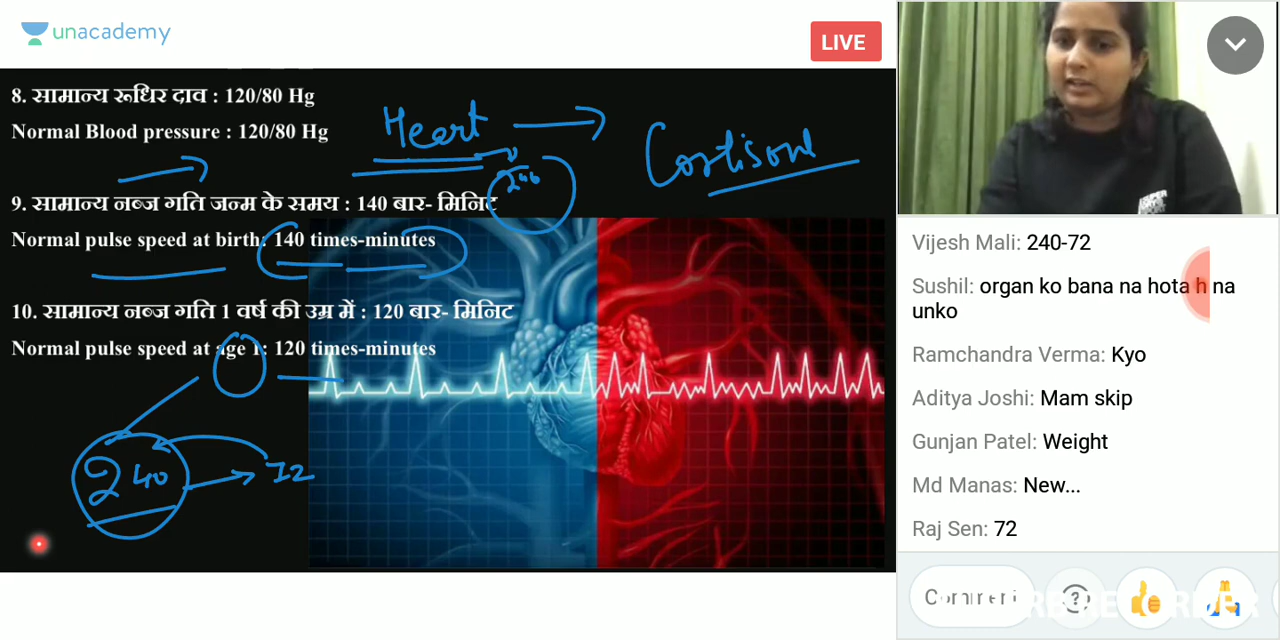 unacademy
LIVE
8. सामान्य रूधिर दाव : 120/80 Hg
Normal Blood pressure : 120/80 Hg
Heart
Cortisone
240
9. सामान्य नब्ज गति जन्म के समय : 140 बार- मिनिट
Normal pulse speed at birth: 140 times-minutes
10. सामान्य नब्ज गति 1 वर्ष की उम्र में : 120 बार- मिनिट
Normal pulse speed at age 1: 120 times-minutes
240
72
Vijesh Mali: 240-72
Sushil: organ ko bana na hota h na
unko
Ramchandra Verma: Kyo
Aditya Joshi: Mam skip
Gunjan Patel: Weight
Md Manas: New...
Raj Sen: 72